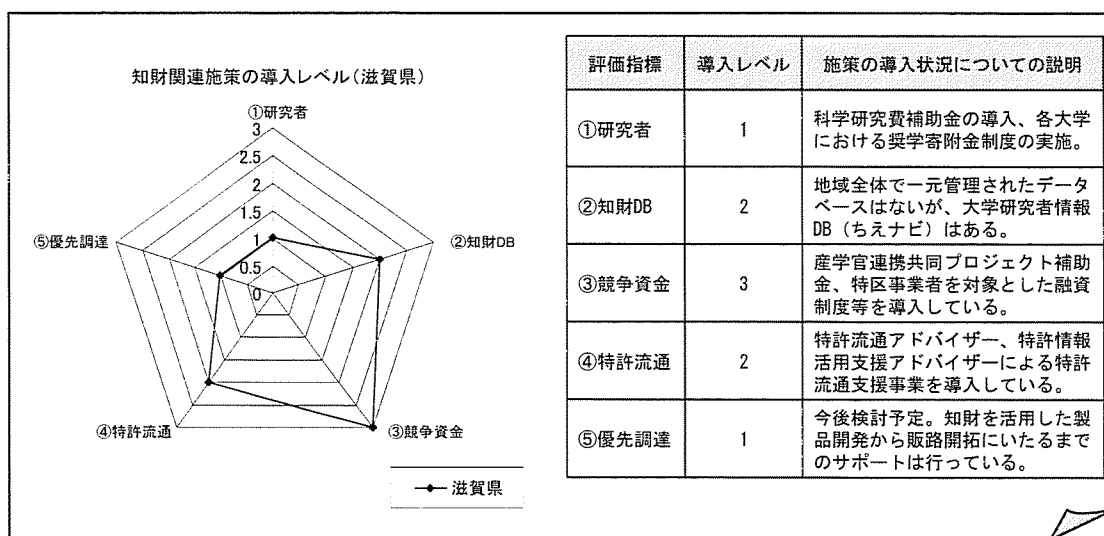 知財関連施策の導入レベル(滋賀県)
①研究者
3
2.5
2
1.5
1
0.5
0
②知財DB
③競争資金
④特許流通
⑤優先調達
滋賀県
評価指標 導入レベル 施策の導入状況についての説明
①研究者 1 科学研究費補助金の導入、各大学
における奨学寄附金制度の実施。
②知財DB 2 地域全体で一元管理されたデータ
ベースはないが、大学研究者情報
DB(ちえナビ)はある。
③競争資金 3 産学官連携共同プロジェクト補助
金、特区事業者を対象とした融資
制度等を導入している。
④特許流通 2 特許流通アドバイザー、特許情報
活用支援アドバイザーによる特許
流通支援事業を導入している。
⑤優先調達 1 今後検討予定。知財を活用した製
品開発から販路開拓にいたるまで
のサポートは行っている。